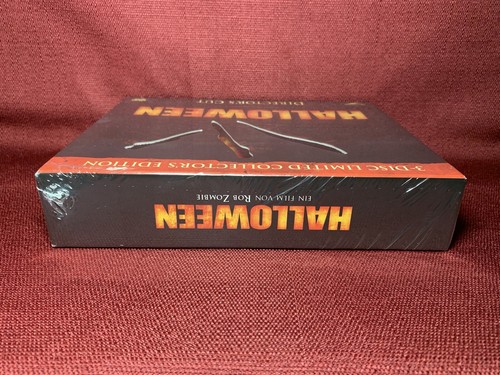 HALLOWEEN
DIRECTOR'S CUT
3-DISC LIMITED COLLECTOR'S EDITION
HALLOWEEN
EIN FILM VON ROB ZOMBIE